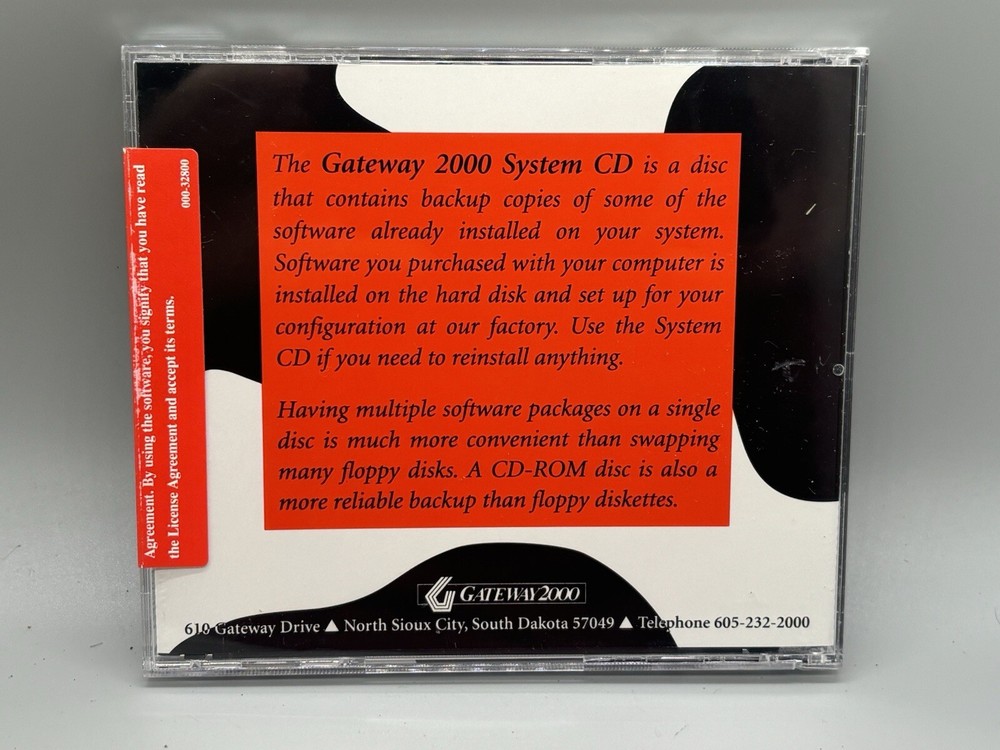 The Gateway 2000 System CD is a disc
that contains backup copies of some of the
software already installed on your system.
Software you purchased with your computer is
installed on the hard disk and set up for your
configuration at our factory. Use the System
CD if you need to reinstall anything.
Having multiple software packages on a single
disc is much more convenient than swapping
many floppy disks. A CD-ROM disc is also a
more reliable backup than floppy diskettes.
GATEWAY2000
610 Gateway Drive ▲ North Sioux City, South Dakota 57049 ▲ Telephone 605-232-2000
Agreement. By using the software, you signify that you have read
the License Agreement and accept its terms.
000-32800